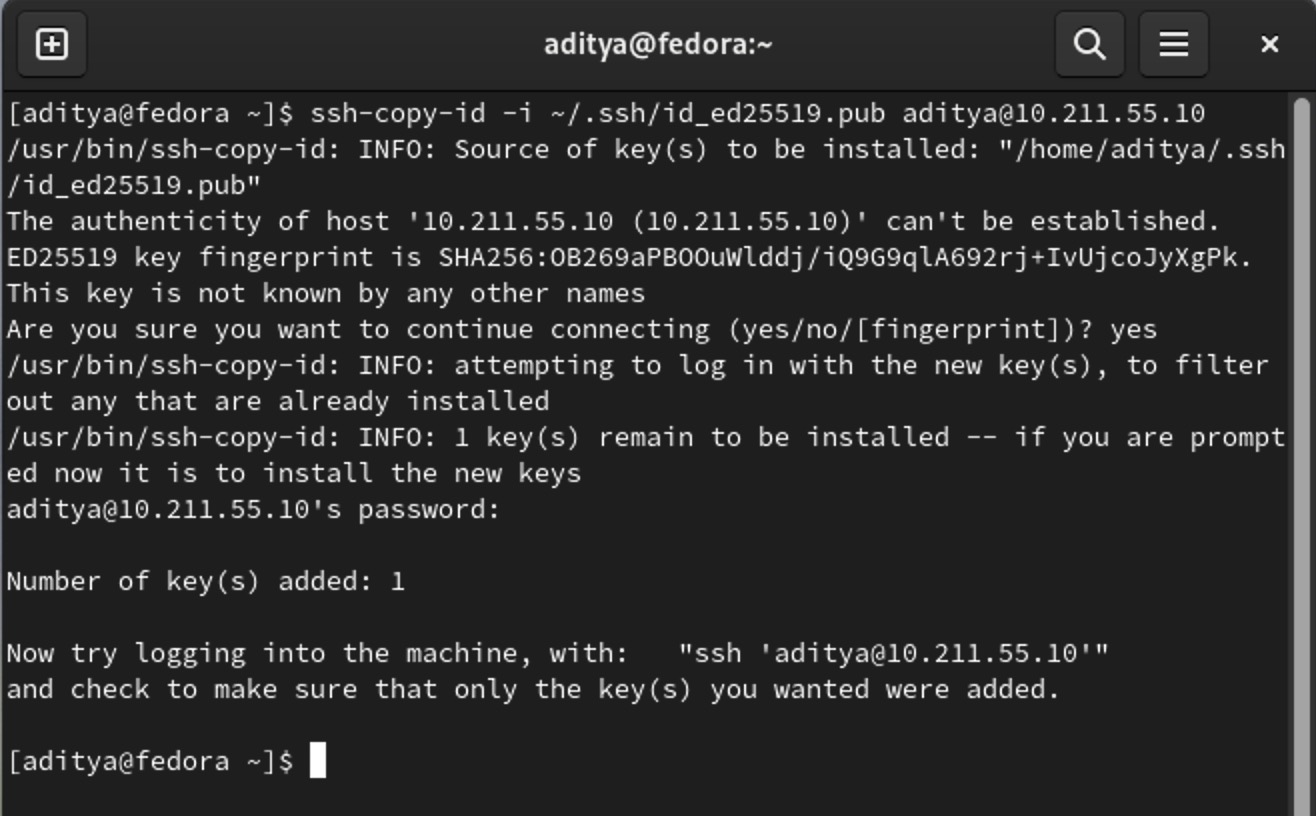 aditya@fedora:~
[aditya@fedora ~]$ ssh-copy-id -i ~/.ssh/id_ed25519.pub aditya@10.211.55.10
/usr/bin/ssh-copy-id: INFO: Source of key(s) to be installed: "/home/aditya/.ssh
/id_ed25519.pub"
The authenticity of host '10.211.55.10 (10.211.55.10)' can't be established.
ED25519 key fingerprint is SHA256:OB269aPBOOuWlddj/iQ9G9qlA692rj+IvUjcoJyXgPk.
This key is not known by any other names
Are you sure you want to continue connecting (yes/no/[fingerprint])? yes
/usr/bin/ssh-copy-id: INFO: attempting to log in with the new key(s), to filter
out any that are already installed
/usr/bin/ssh-copy-id: INFO: 1 key(s) remain to be installed -- if you are prompt
ed now it is to install the new keys
aditya@10.211.55.10's password:
Number of key(s) added: 1
Now try logging into the machine, with:   "ssh 'aditya@10.211.55.10'"
and check to make sure that only the key(s) you wanted were added.
[aditya@fedora ~]$